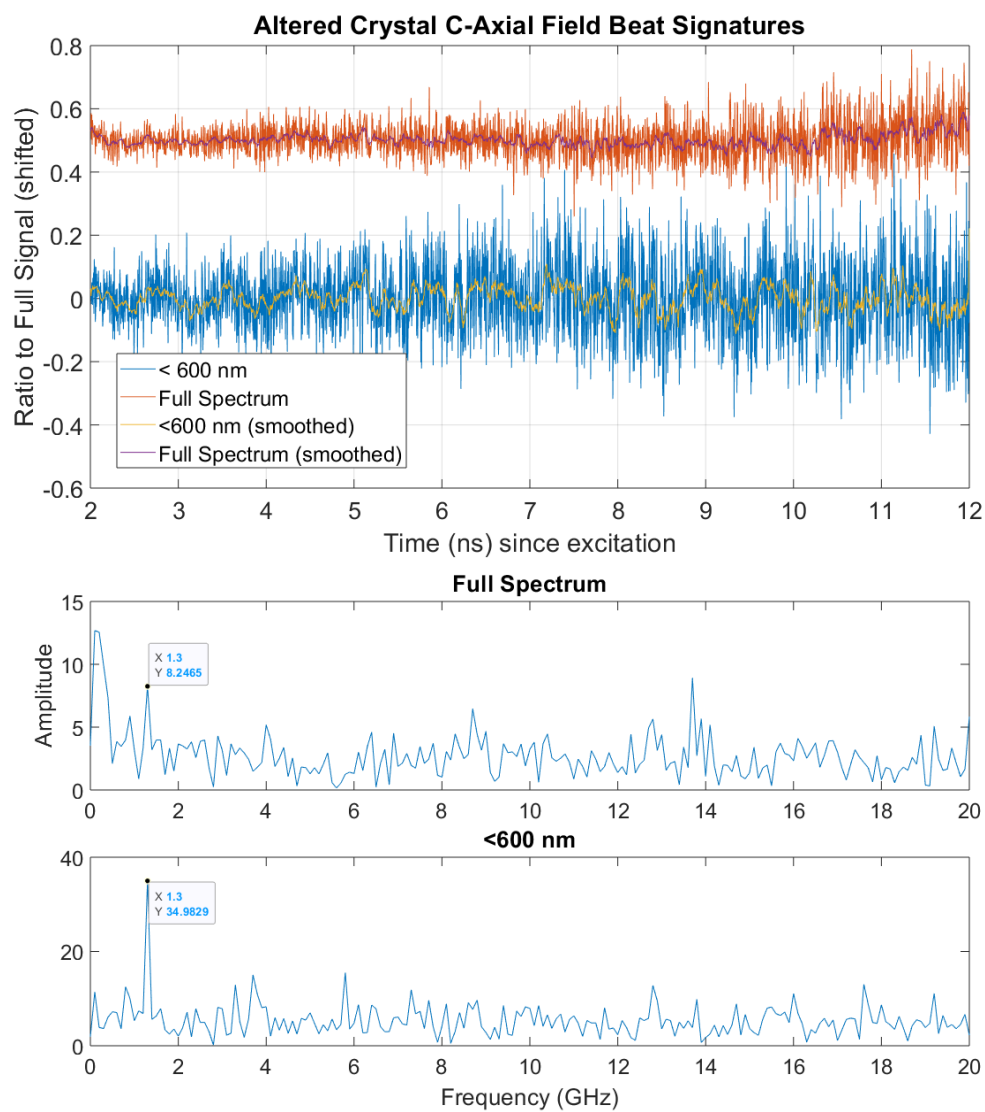 Altered Crystal C-Axial Field Beat Signatures
Ratio to Full Signal (shifted)
0.8
0.6
0.4
0.2
0
-0.2
-0.4
-0.6
< 600 nm
Full Spectrum
<600 nm (smoothed)
Full Spectrum (smoothed)
2 3 4 5 6 7 8 9 10 11 12
Time (ns) since excitation
Full Spectrum
Amplitude
15
10
5
0
X 1.3
Y 8.2465
0 2 4 6 8 10 12 14 16 18 20
<600 nm
40
20
0
X 1.3
Y 34.9829
0 2 4 6 8 10 12 14 16 18 20
Frequency (GHz)